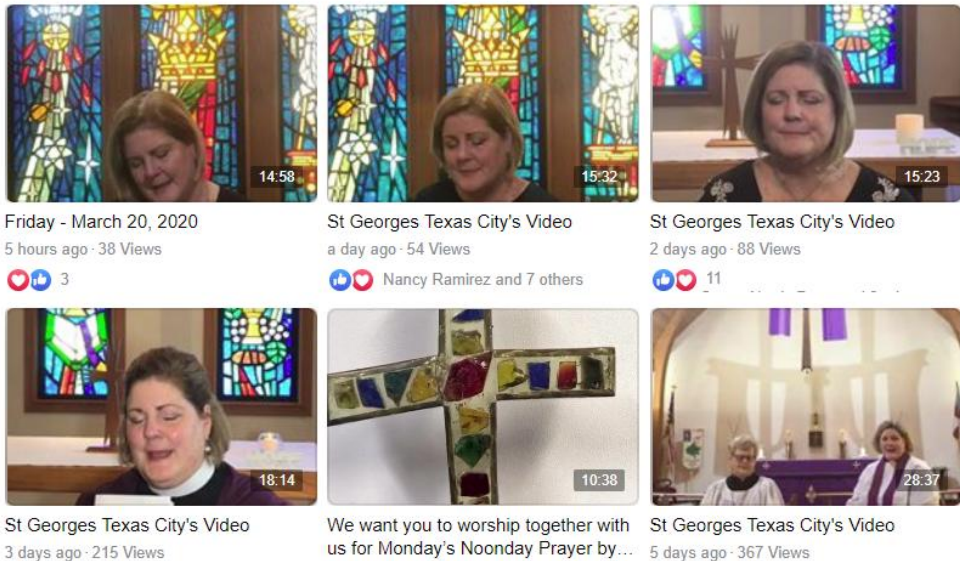 14:58
15:32
15:23
Friday - March 20, 2020
St Georges Texas City's Video
St Georges Texas City's Video
5 hours ago · 38 Views
a day ago · 54 Views
2 days ago · 88 Views
3
Nancy Ramirez and 7 others
11
18:14
10:38
28:37
St Georges Texas City's Video
We want you to worship together with
us for Monday's Noonday Prayer by…
St Georges Texas City's Video
3 days ago · 215 Views
5 days ago · 367 Views